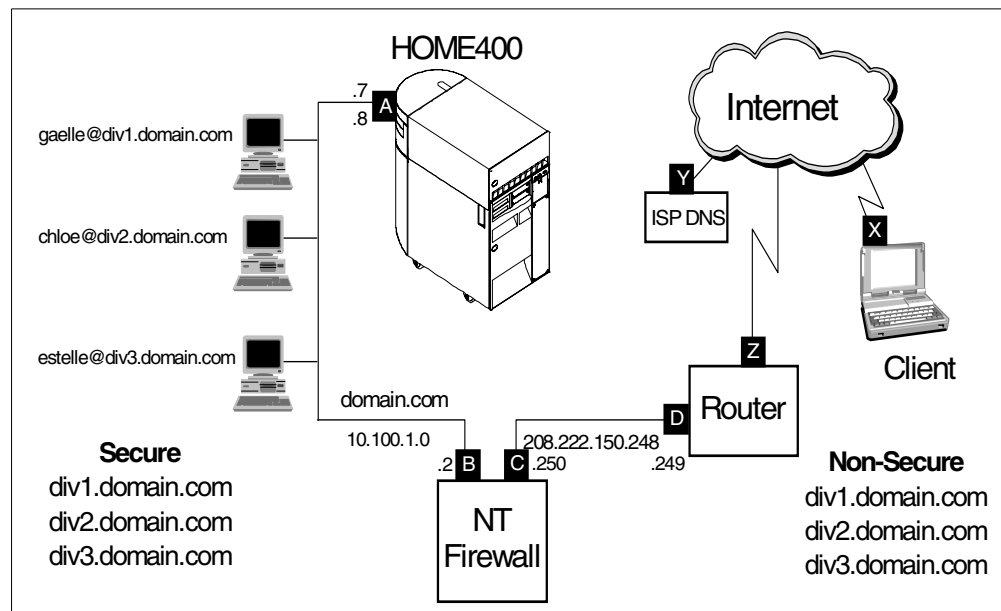 HOME400
.7
A
.8
gaelle@div1.domain.com
chloe@div2.domain.com
estelle@div3.domain.com
Internet
Y
ISP DNS
X
Client
Z
Router
domain.com
10.100.1.0
.2
B
C
208.222.150.248
.250
.249
D
NT
Firewall
Secure
div1.domain.com
div2.domain.com
div3.domain.com
Non-Secure
div1.domain.com
div2.domain.com
div3.domain.com